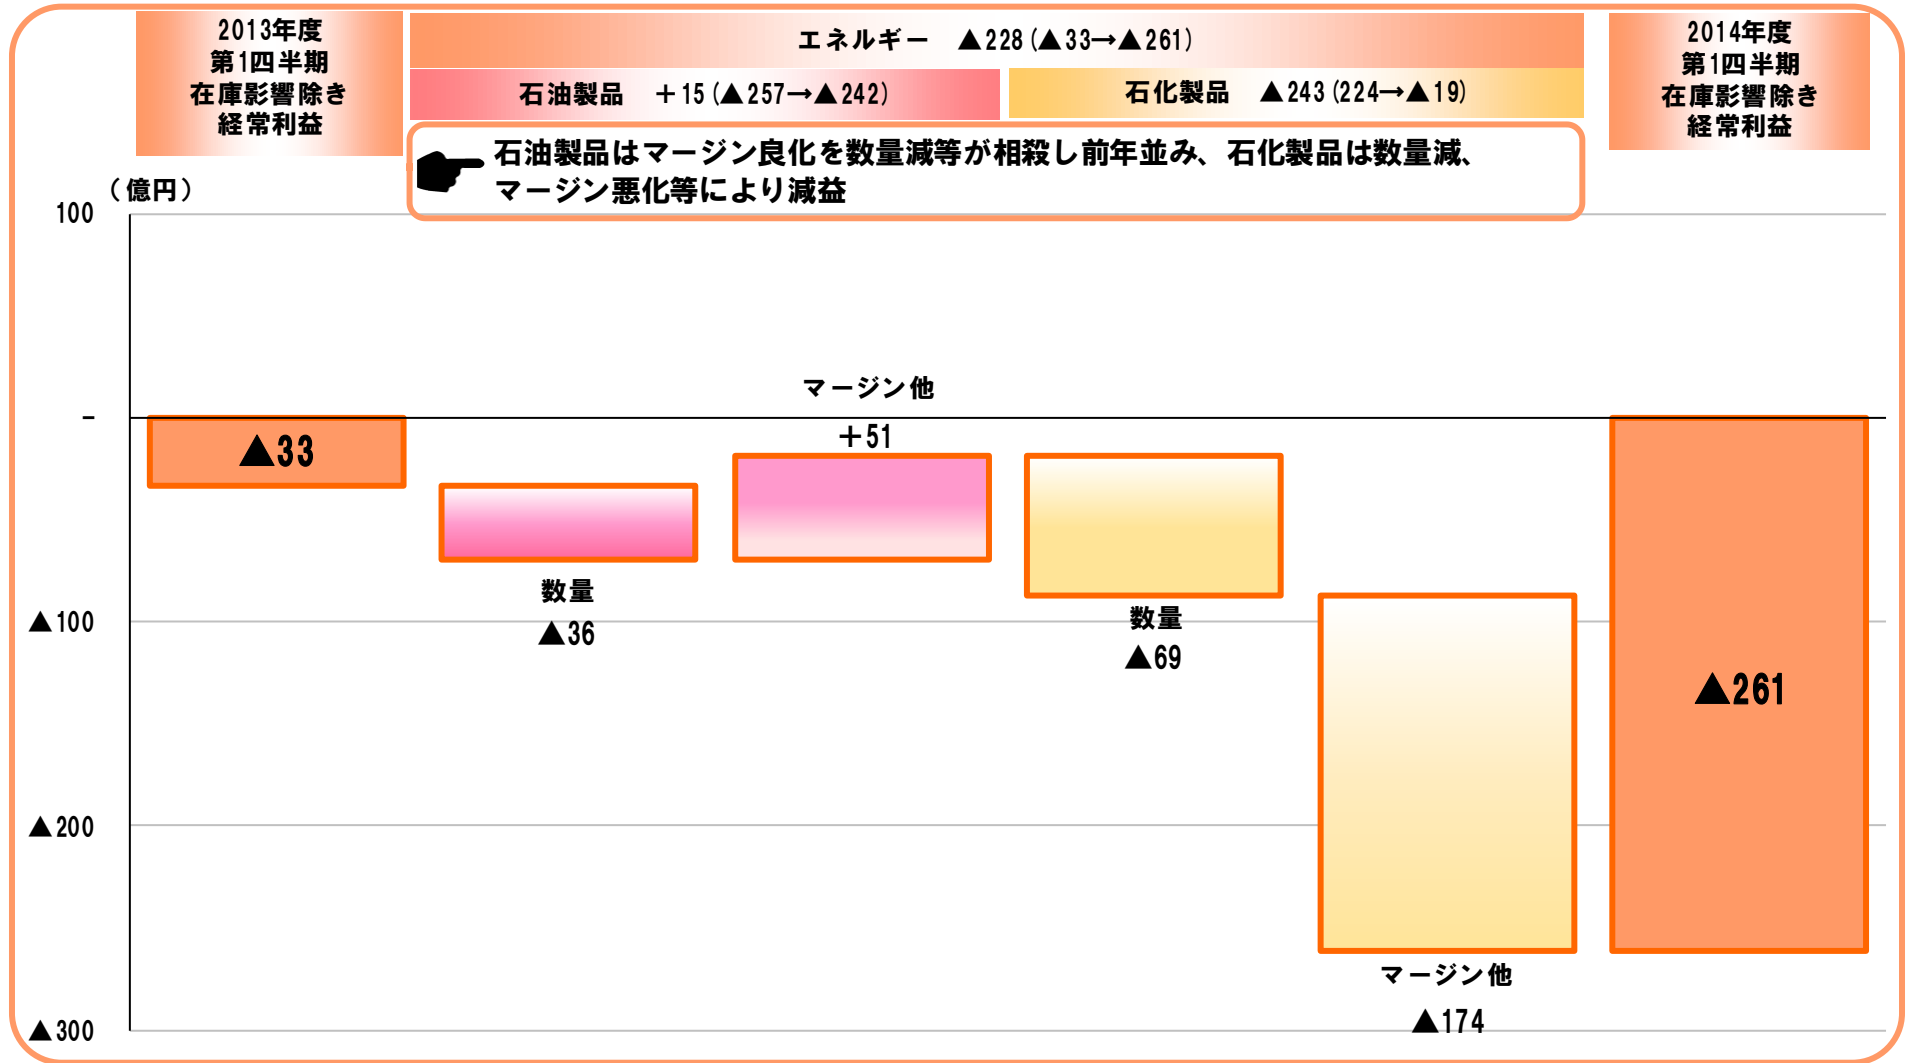 2013年度
第1四半期
在庫影響除き
経常利益
エネルギー ▲228(▲33→▲261)
石油製品 +15(▲257→▲242)
石化製品 ▲243(224→▲19)
2014年度
第1四半期
在庫影響除き
経常利益
石油製品はマージン良化を数量減等が相殺し前年並み、石化製品は数量減、
マージン悪化等により減益
(億円)
100
-
▲100
▲200
▲300
▲33
数量
▲36
マージン他
+51
数量
▲69
マージン他
▲174
▲261